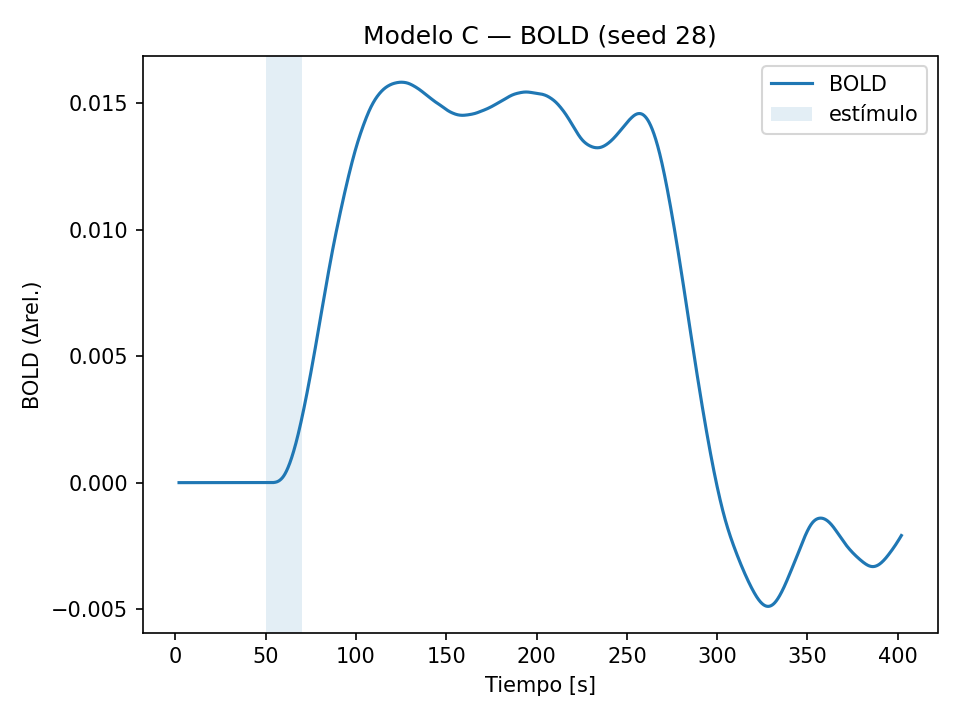 Modelo C — BOLD (seed 28)
BOLD
estímulo
0.015
0.010
0.005
0.000
−0.005
BOLD (Δrel.)
0 50 100 150 200 250 300 350 400
Tiempo [s]